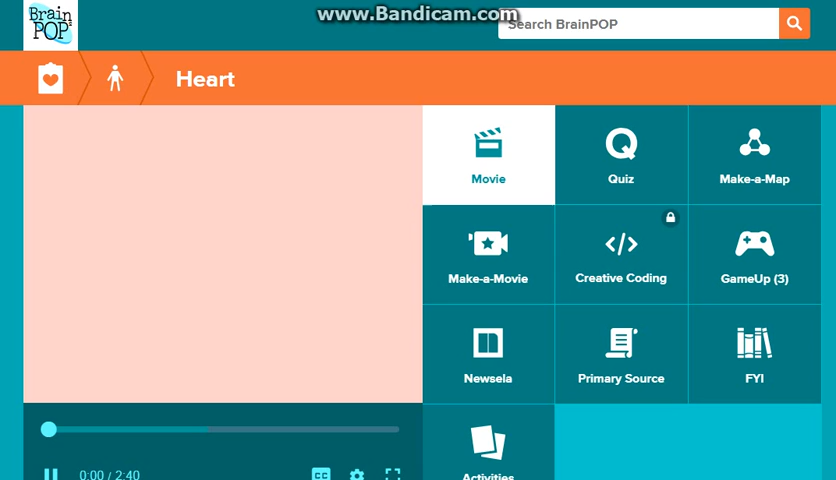 www.Bandicam.com
Brain
POP
Search BrainPOP
Heart
Movie
Quiz
Make-a-Map
Make-a-Movie
Creative Coding
GameUp (3)
Newsela
Primary Source
FYI
Activities
0:00 / 2:40
CC